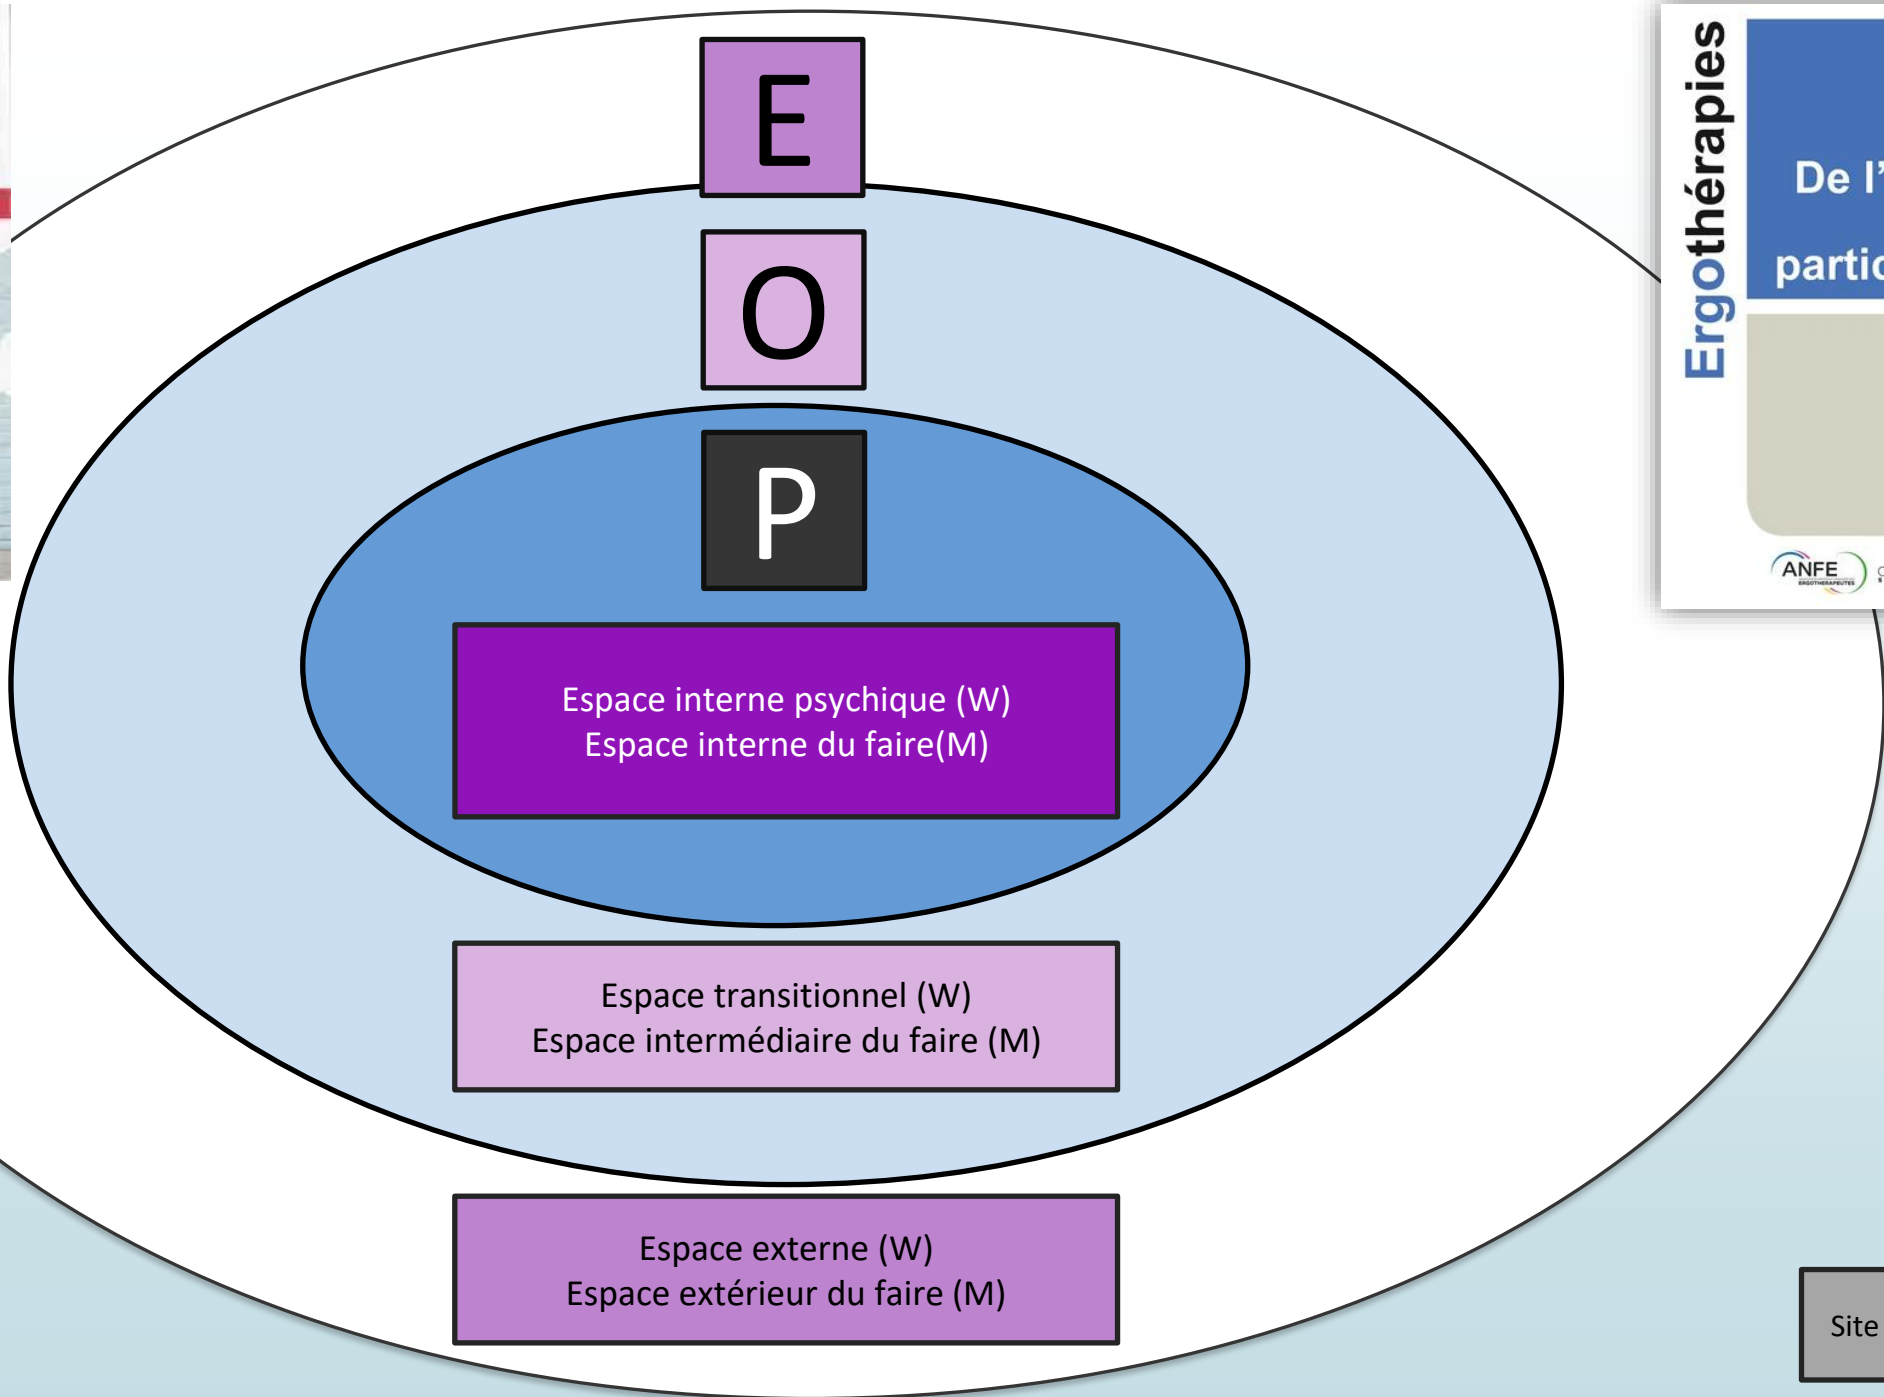 E
O
P
Espace interne psychique (W)
Espace interne du faire(M)
Espace transitionnel (W)
Espace intermédiaire du faire (M)
Espace externe (W)
Espace extérieur du faire (M)
Ergothérapies
De l'
partic
ANFE
Site